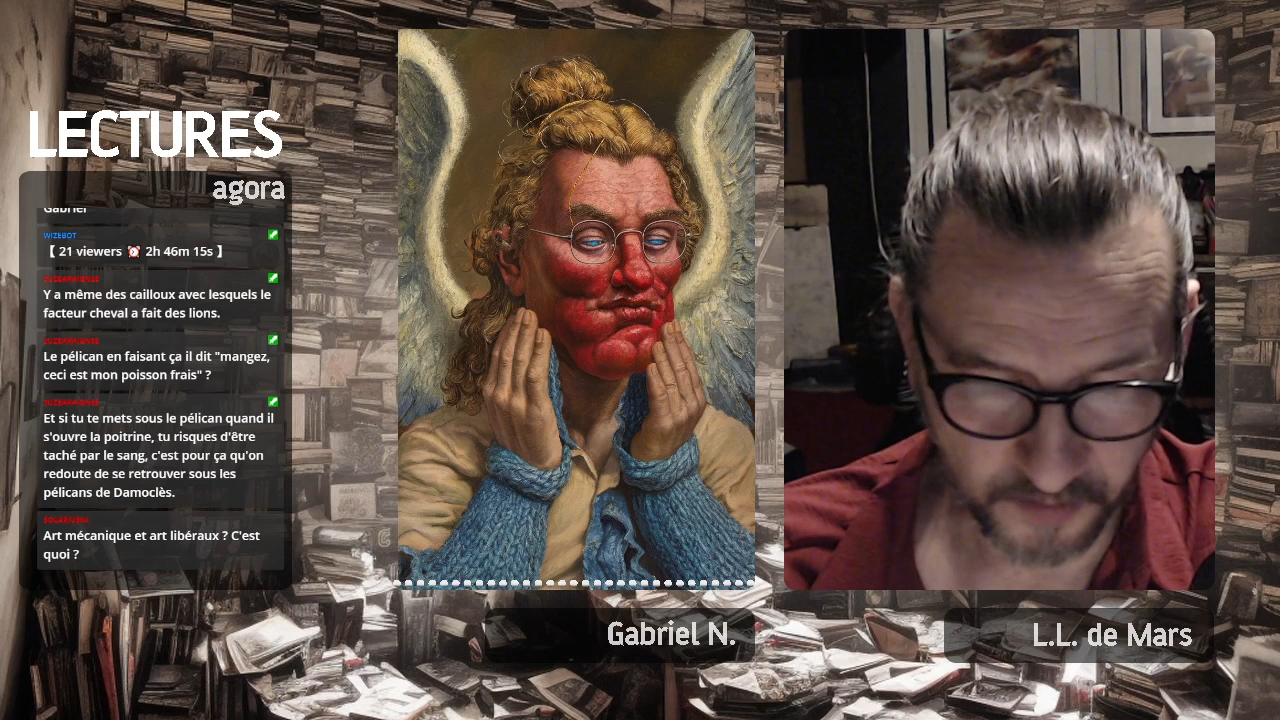 LECTURES
agora
Gabriel
WIZEBOT
【 21 viewers ⏰ 2h 46m 15s 】
Y a même des cailloux avec lesquels le
facteur cheval a fait des lions.
Le pélican en faisant ça il dit "mangez,
ceci est mon poisson frais" ?
Et si tu te mets sous le pélican quand il
s'ouvre la poitrine, tu risques d'être
taché par le sang, c'est pour ça qu'on
redoute de se retrouver sous les
pélicans de Damoclès.
Art mécanique et art libéraux ? C'est
quoi ?
Gabriel N.
L.L. de Mars